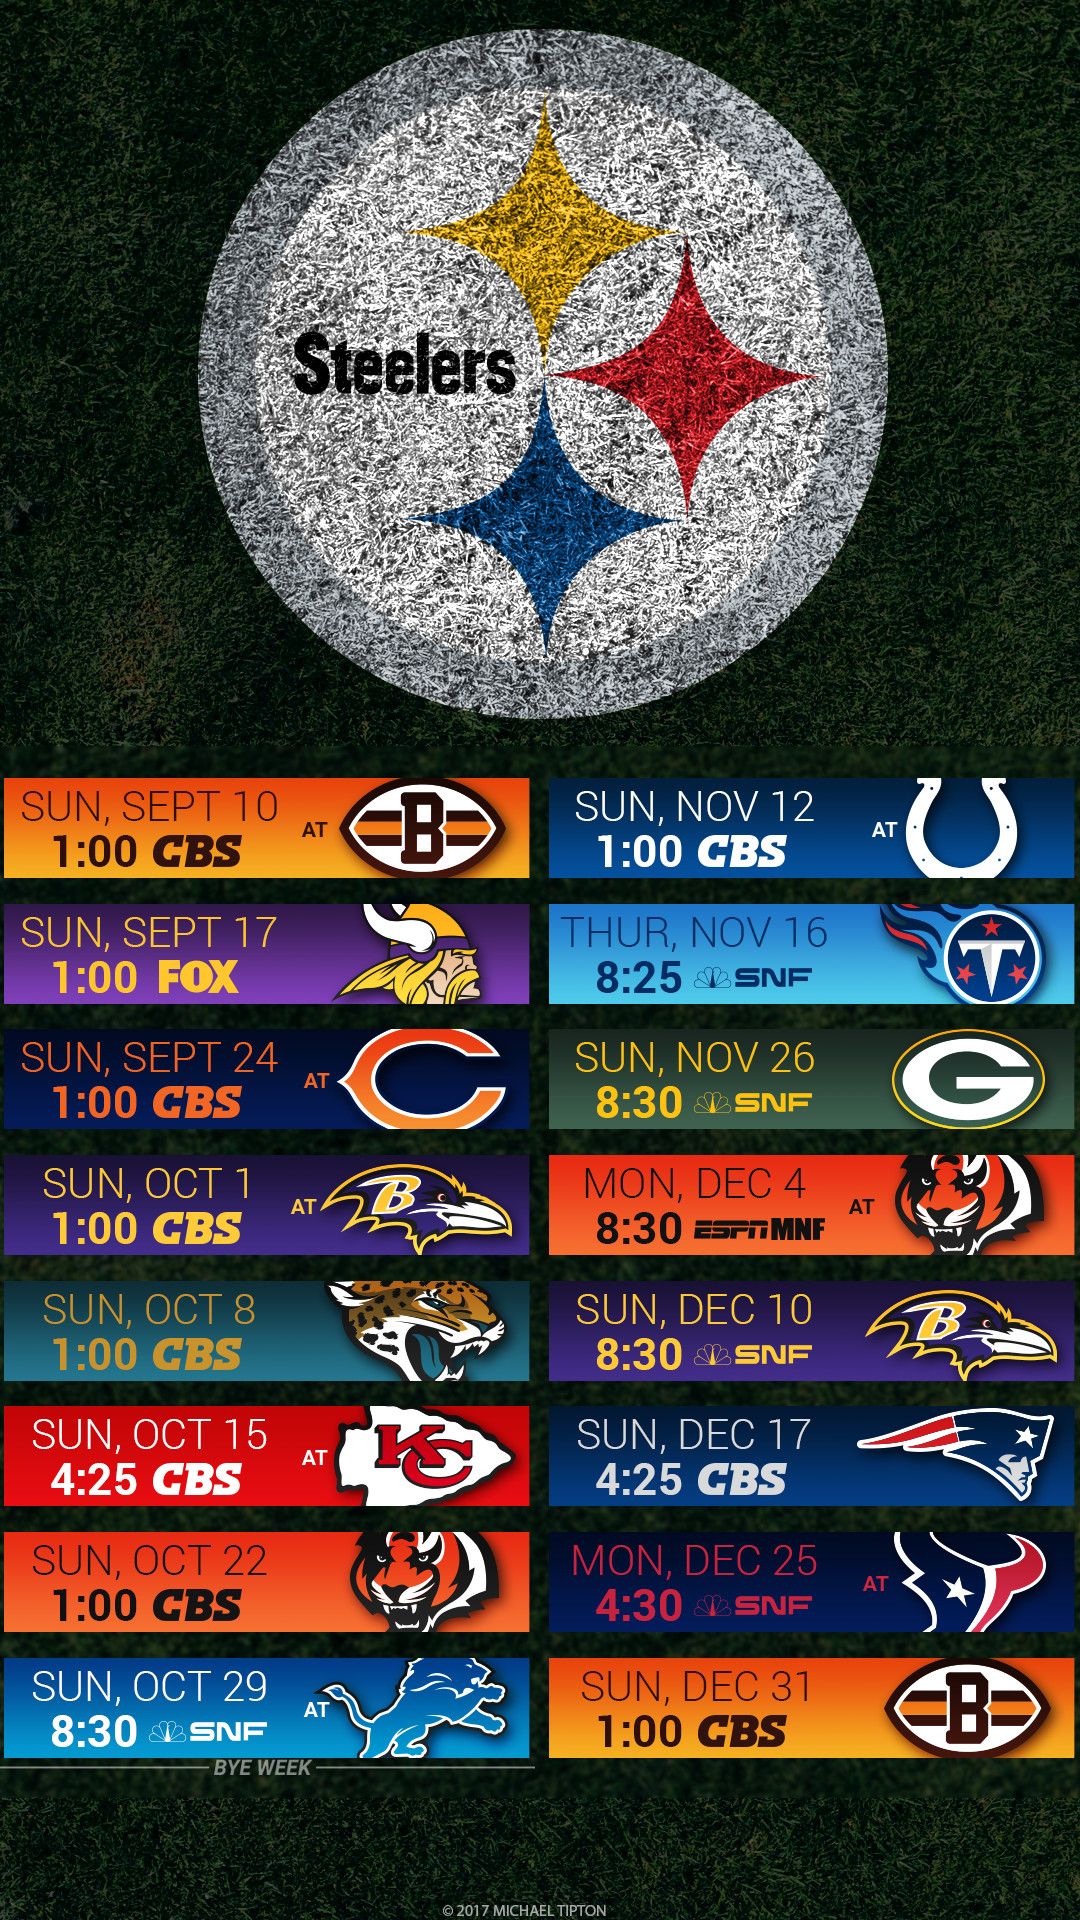 Steelers
SUN, SEPT 10
1:00 CBS
AT
B
SUN, SEPT 17
1:00 FOX
SUN, SEPT 24
1:00 CBS
AT
C
SUN, OCT 1
1:00 CBS
AT
B
SUN, OCT 8
1:00 CBS
SUN, OCT 15
4:25 CBS
AT
KC
SUN, OCT 22
1:00 CBS
SUN, OCT 29
8:30 SNF
AT
BYE WEEK
SUN, NOV 12
1:00 CBS
AT
THUR, NOV 16
8:25 SNF
T
SUN, NOV 26
8:30 SNF
G
MON, DEC 4
8:30 ESPN MNF
AT
SUN, DEC 10
8:30 SNF
B
SUN, DEC 17
4:25 CBS
MON, DEC 25
4:30 SNF
AT
SUN, DEC 31
1:00 CBS
B
© 2017 MICHAEL TIPTON